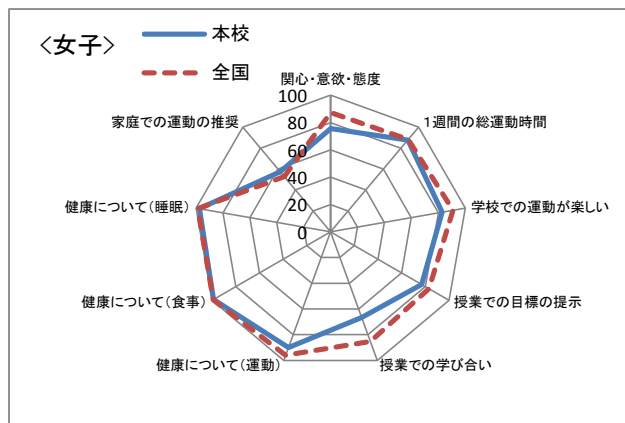 <女子>
本校
全国
関心・意欲・態度
1週間の総運動時間
学校での運動が楽しい
授業での目標の提示
授業での学び合い
健康について(運動)
健康について(食事)
健康について(睡眠)
家庭での運動の推奨
100
80
60
40
20
0